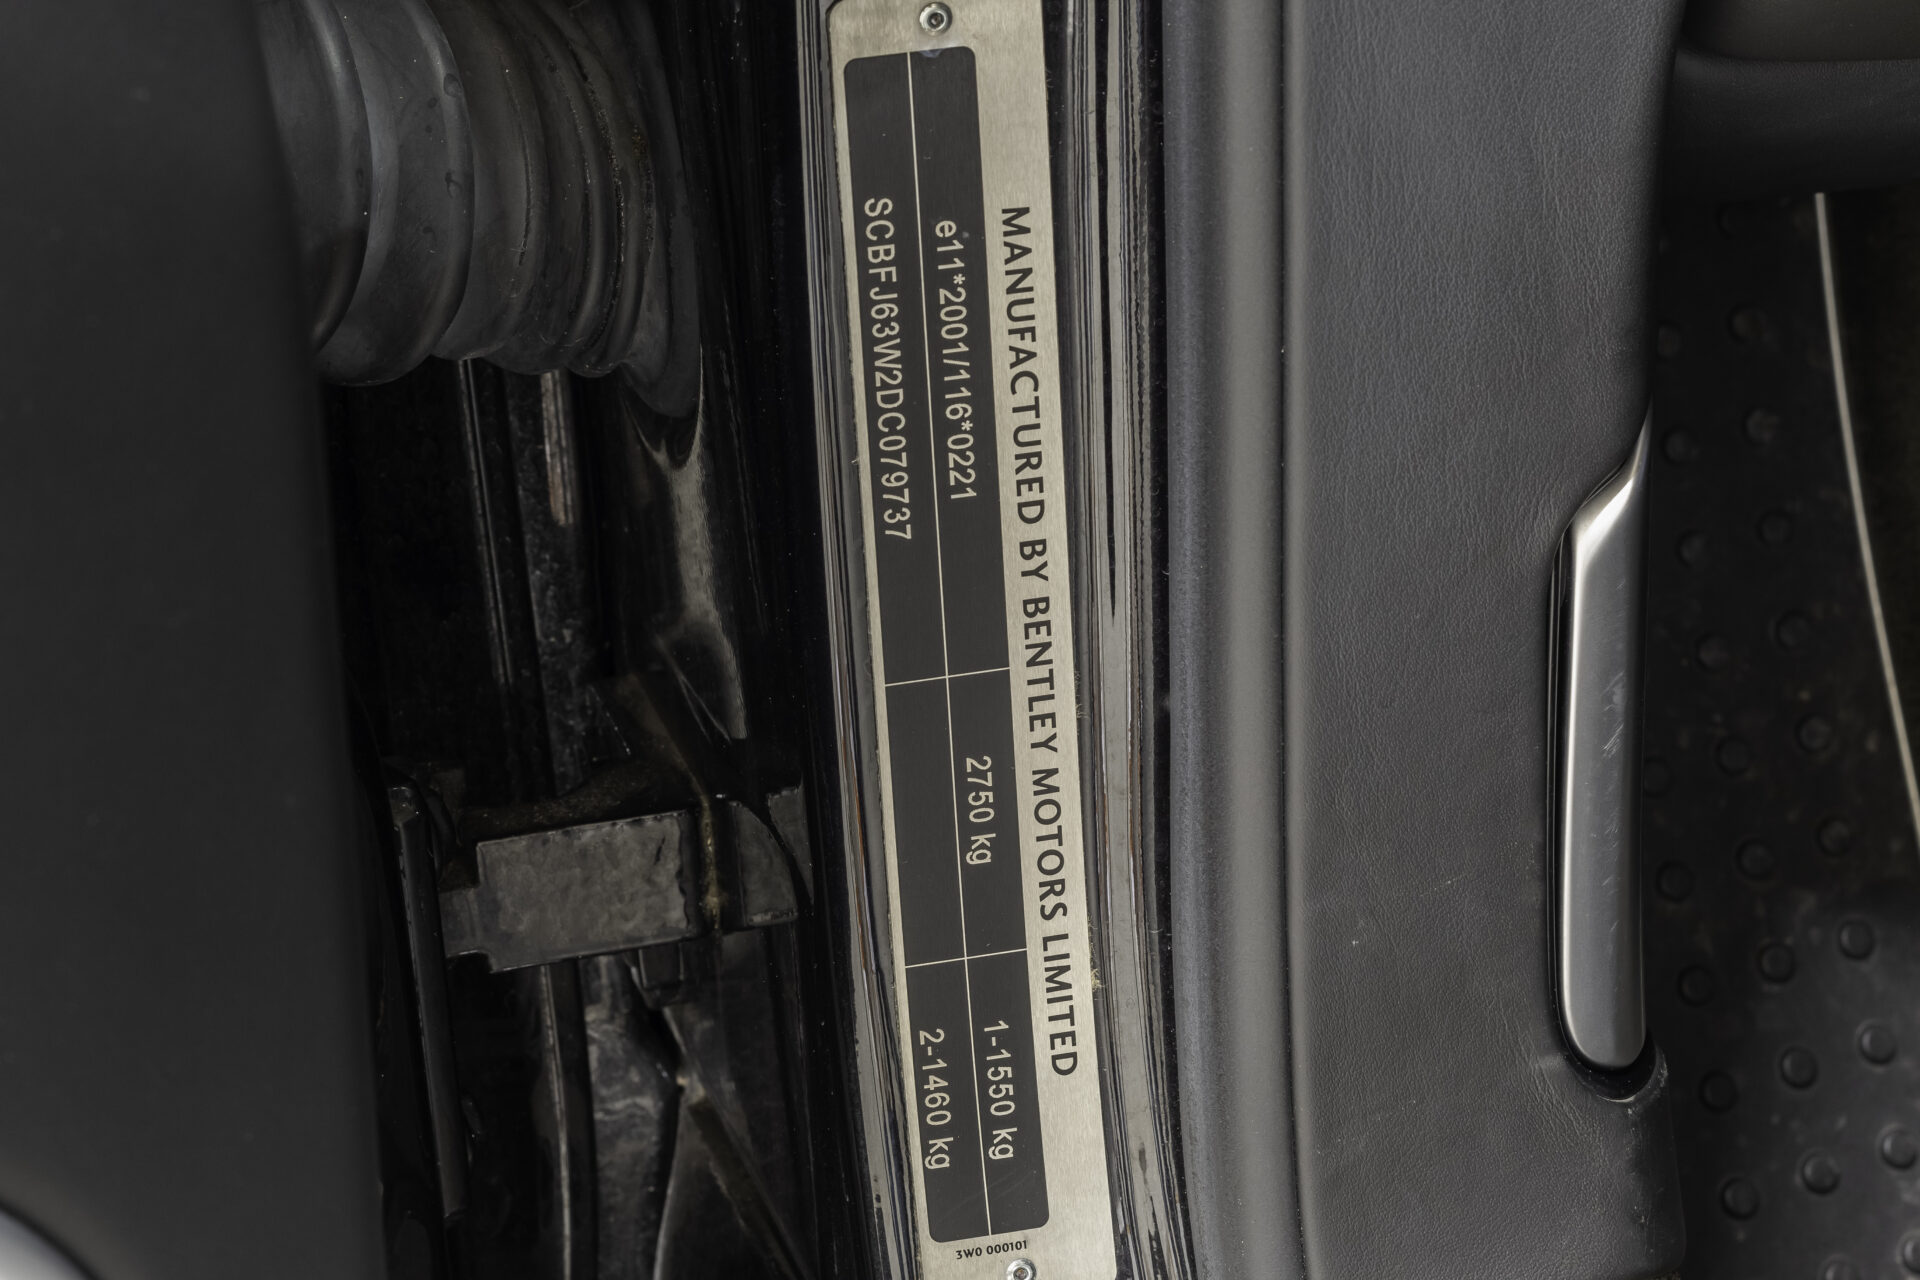 MANUFACTURED BY BENTLEY MOTORS LIMITED
e11*2001/116*0221
2750 kg
1-1550 kg
SCBFJ63W2DC079737
2-1460 kg
3W0 000101